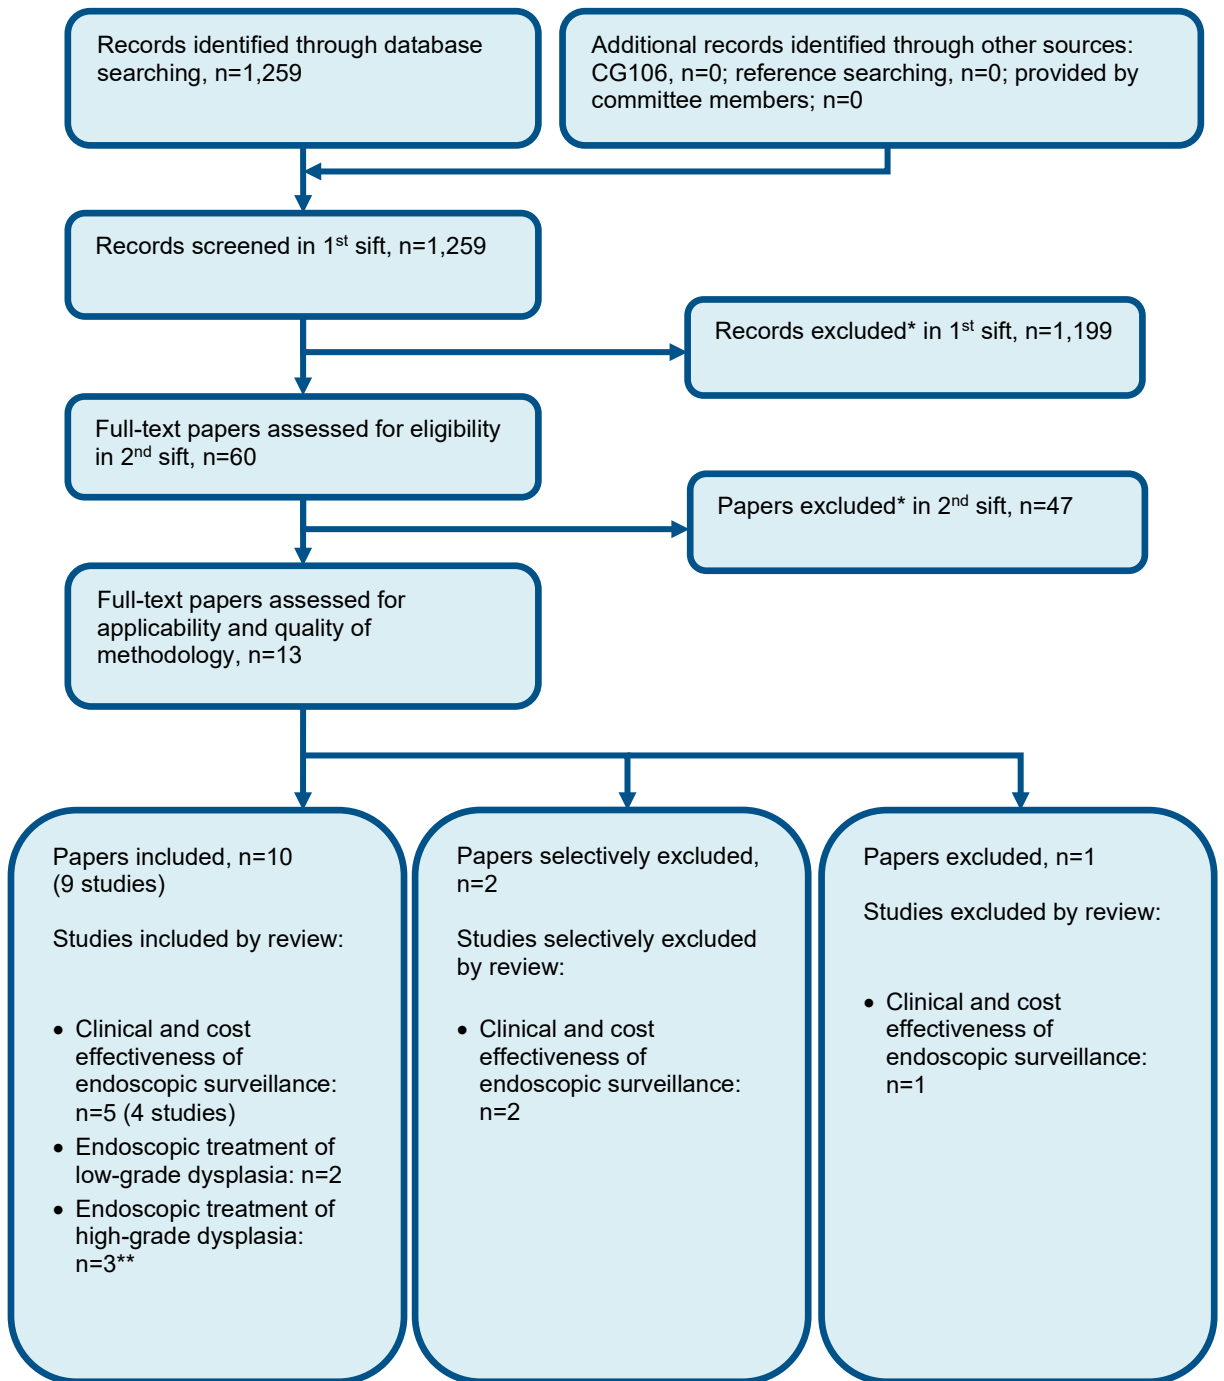 Records identified through database
searching, n=1,259
Additional records identified through other sources:
CG106, n=0; reference searching, n=0; provided by
committee members; n=0
Records screened in 1st sift, n=1,259
Records excluded* in 1st sift, n=1,199
Full-text papers assessed for eligibility
in 2nd sift, n=60
Papers excluded* in 2nd sift, n=47
Full-text papers assessed for
applicability and quality of
methodology, n=13
Papers included, n=10
(9 studies)
Studies included by review:
• Clinical and cost
effectiveness of
endoscopic surveillance:
n=5 (4 studies)
• Endoscopic treatment of
low-grade dysplasia: n=2
• Endoscopic treatment of
high-grade dysplasia:
n=3**
Papers selectively excluded,
n=2
Studies selectively excluded
by review:
• Clinical and cost
effectiveness of
endoscopic surveillance:
n=2
Papers excluded, n=1
Studies excluded by review:
• Clinical and cost
effectiveness of
endoscopic surveillance:
n=1